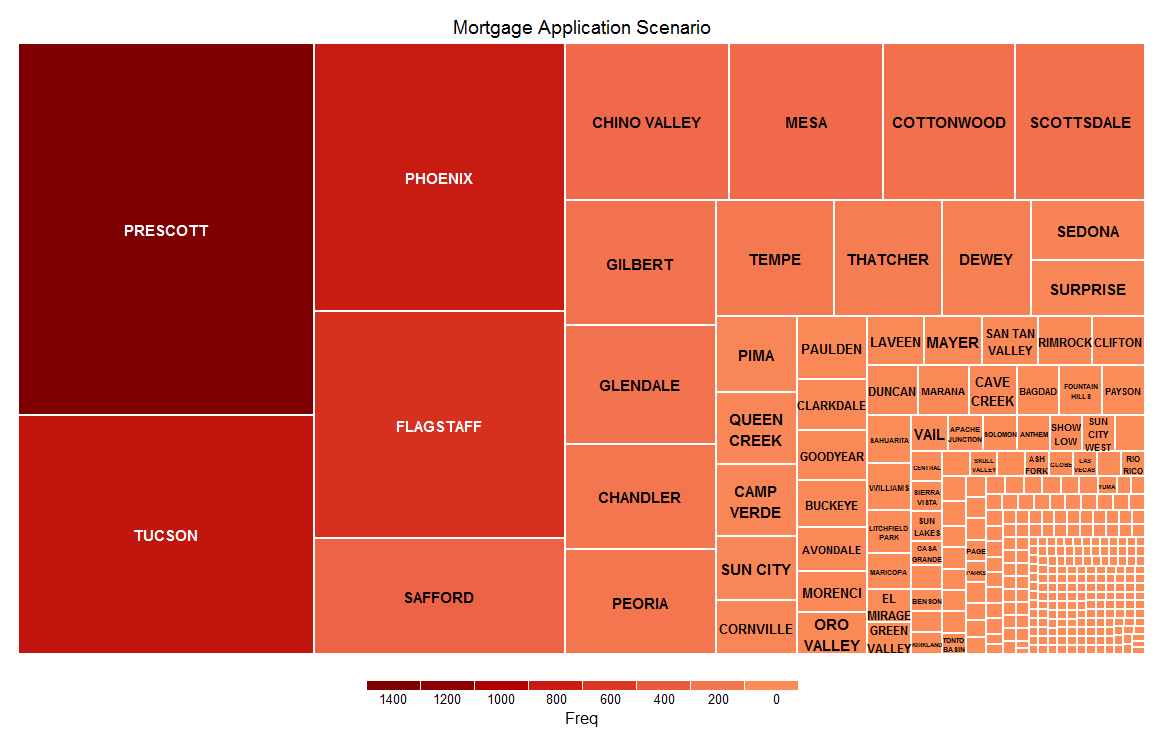 Mortgage Application Scenario
PRESCOTT
TUCSON
PHOENIX
FLAGSTAFF
SAFFORD
CHINO VALLEY
MESA
COTTONWOOD
SCOTTSDALE
GILBERT
GLENDALE
CHANDLER
PEORIA
TEMPE
THATCHER
DEWEY
SEDONA
SURPRISE
PIMA
QUEEN
CREEK
CAMP
VERDE
SUN CITY
CORNVILLE
PAULDEN
CLARKDALE
GOODYEAR
BUCKEYE
AVONDALE
MORENCI
ORO
VALLEY
LAVEEN
MAYER
SAN TAN
VALLEY
RIMROCK
CLIFTON
DUNCAN
MARANA
CAVE
CREEK
BAGDAD
FOUNTAIN
HILLS
PAYSON
SAHUARITA
WILLIAMS
LITCHFIELD
PARK
MARICOPA
EL
MIRAGE
GREEN
VALLEY
VAIL
APACHE
JUNCTION
SOLOMON
ANTHEM
SHOW
LOW
SUN
CITY
WEST
CENTRAL
SIERRA
VISTA
SUN
LAKES
CASA
GRANDE
BENSON
KIRKLAND
SKULL
VALLEY
ASH
FORK
GLOBE
LAS
VEGAS
RIO
RICO
TONTO
BASIN
PAGE
PARKS
YUMA
1400 1200 1000 800 600 400 200 0
Freq